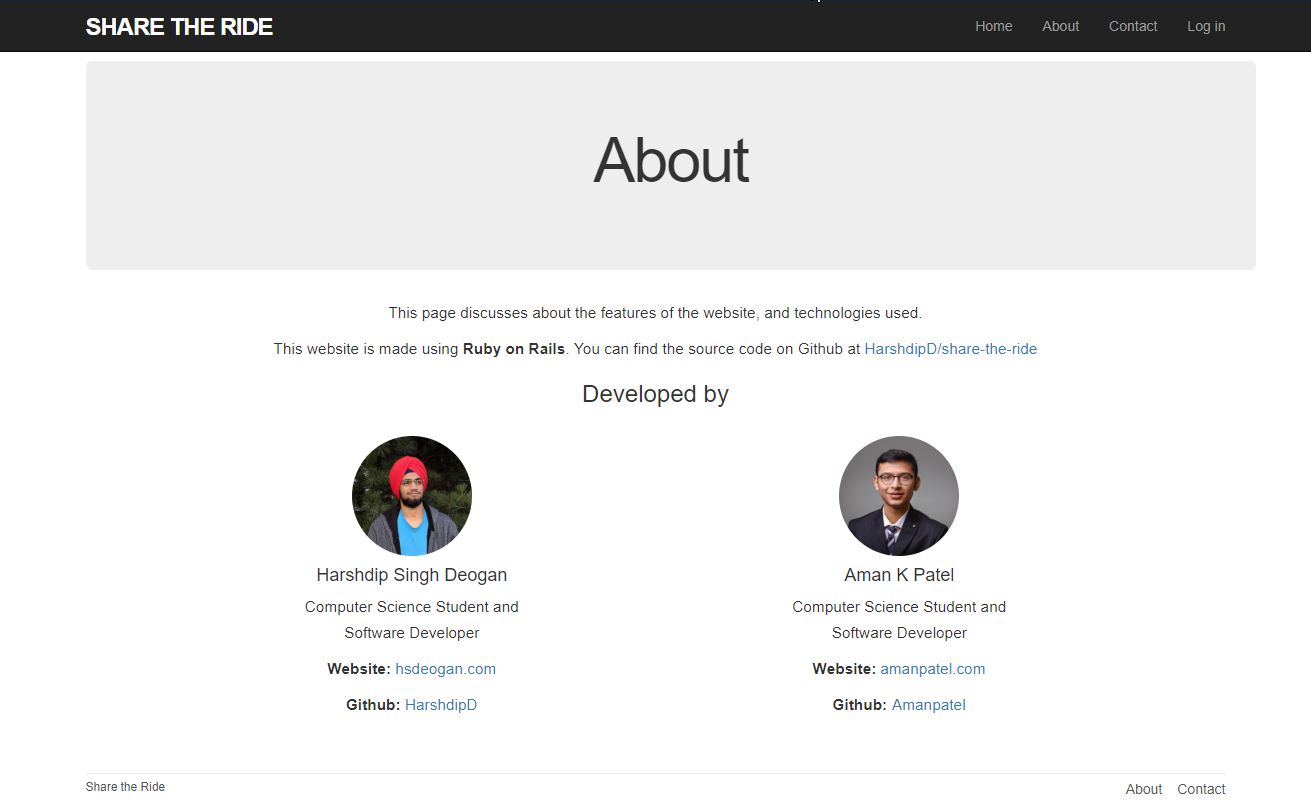 SHARE THE RIDE
Home About Contact Log in
About
This page discusses about the features of the website, and technologies used.
This website is made using Ruby on Rails. You can find the source code on Github at HarshdipD/share-the-ride
Developed by
Harshdip Singh Deogan
Computer Science Student and
Software Developer
Website: hsdeogan.com
Github: HarshdipD
Aman K Patel
Computer Science Student and
Software Developer
Website: amanpatel.com
Github: Amanpatel
Share the Ride
About Contact